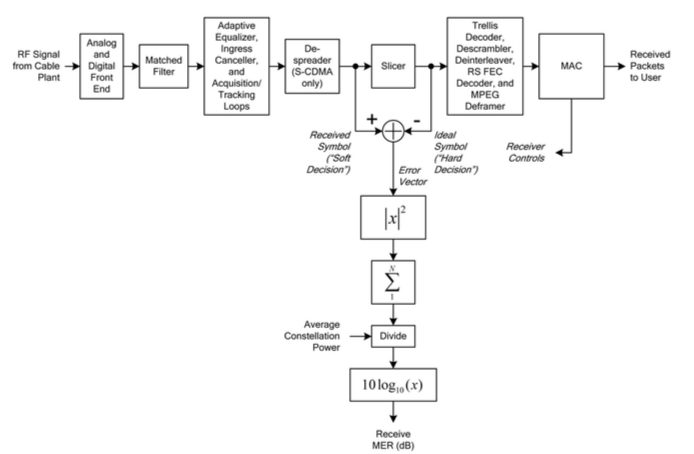 RF Signal
from Cable
Plant
Analog
and
Digital
Front
End
Matched
Filter
Adaptive
Equalizer,
Ingress
Canceller,
and
Acquisition/
Tracking
Loops
De-
spreader
(S-CDMA
only)
Slicer
Trellis
Decoder,
Descrambler,
Deinterleaver,
RS FEC
Decoder, and
MPEG
Deframer
MAC
Received
Packets
to User
+
-
Received
Symbol
("Soft
Decision")
Ideal
Symbol
("Hard
Decision")
Receiver
Controls
Error
Vector
|x|²
N
∑
1
Average
Constellation
Power
Divide
10 log₁₀(x)
Receive
MER (dB)